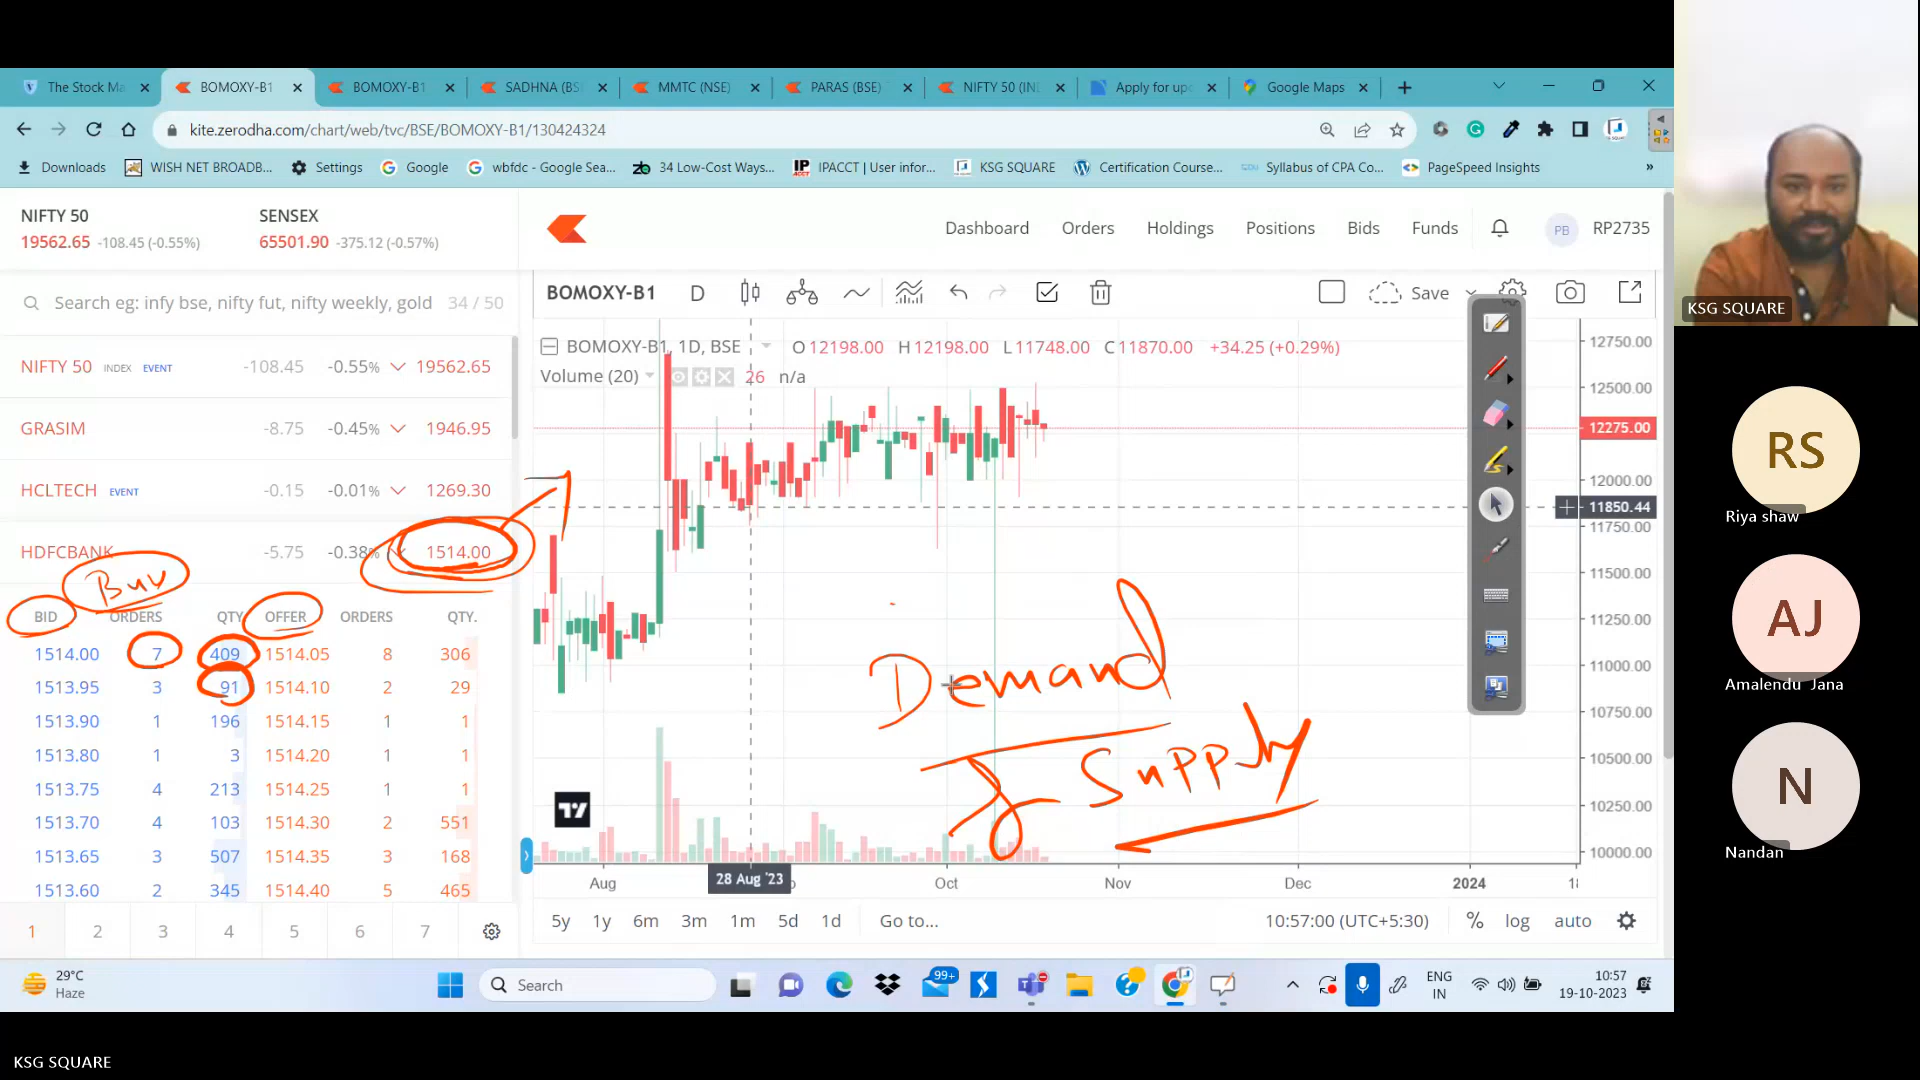 The Stock Ma
BOMOXY-B1
BOMOXY-B1
SADHNA (BS
MMTC (NSE)
PARAS (BSE)
NIFTY 50 (IN
Apply for up
Google Maps
kite.zerodha.com/chart/web/tvc/BSE/BOMOXY-B1/130424324
Downloads
WISH NET BROADB...
Settings
Google
wbfdc - Google Sea...
34 Low-Cost Ways...
IPACCT | User infor...
KSG SQUARE
Certification Course...
Syllabus of CPA Co...
PageSpeed Insights
NIFTY 50
19562.65 -108.45 (-0.55%)
SENSEX
65501.90 -375.12 (-0.57%)
Dashboard Orders Holdings Positions Bids Funds PB RP2735
Search eg: infy bse, nifty fut, nifty weekly, gold 34 / 50
NIFTY 50 INDEX EVENT -108.45 -0.55% 19562.65
GRASIM -8.75 -0.45% 1946.95
HCLTECH EVENT -0.15 -0.01% 1269.30
HDFCBANK -5.75 -0.38% 1514.00
Buy
BID ORDERS QTY. OFFER ORDERS QTY.
1514.00 7 409 1514.05 8 306
1513.95 3 91 1514.10 2 29
1513.90 1 196 1514.15 1 1
1513.80 1 3 1514.20 1 1
1513.75 4 213 1514.25 1 1
1513.70 4 103 1514.30 2 551
1513.65 3 507 1514.35 3 168
1513.60 2 345 1514.40 5 465
1 2 3 4 5 6 7
BOMOXY-B1 D Save
BOMOXY-B1, 1D, BSE O12198.00 H12198.00 L11748.00 C11870.00 +34.25 (+0.29%)
Volume (20) 26 n/a
12750.00
12500.00
12275.00
12000.00
11850.44
11750.00
11500.00
11250.00
11000.00
10750.00
10500.00
10250.00
10000.00
Demand
& Supply
Aug 28 Aug '23 Oct Nov Dec 2024
5y 1y 6m 3m 1m 5d 1d Go to... 10:57:00 (UTC+5:30) % log auto
29°C
Haze
Search
99+
ENG
IN
10:57
19-10-2023
KSG SQUARE
RS
Riya shaw
AJ
Amalendu Jana
N
Nandan
KSG SQUARE